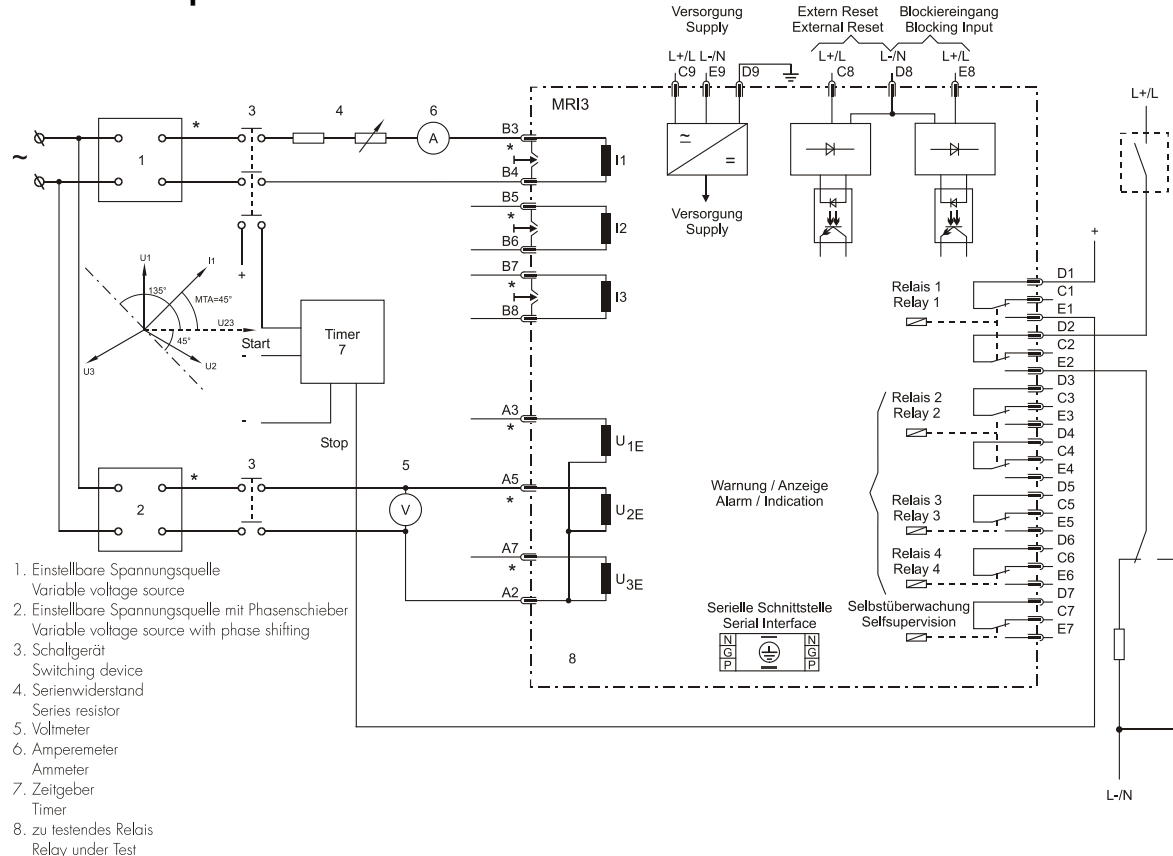 Versorgung
Supply
Extern Reset
External Reset
Blockiereingang
Blocking Input
L+/L L-/N
C9 E9 D9
L+/L L-/N L+/L
C8 D8 E8
MRI3
L+/L
* 3 4 6
A
B3
*
I1
B4
~
1
≃
=
Versorgung
Supply
B5
*
I2
B6
B7
*
I3
B8
+
+
U1
I1
135°
MTA=45°
U23
45°
U2
U3
Start
Timer
7
-
-
Stop
Relais 1
Relay 1
D1
C1
E1
D2
C2
E2
Relais 2
Relay 2
D3
C3
E3
D4
C4
E4
Warnung / Anzeige
Alarm / Indication
Relais 3
Relay 3
D5
C5
E5
Relais 4
Relay 4
D6
C6
E6
Selbstüberwachung
Selfsupervision
D7
C7
E7
A3
*
U1E
* 3 5
V
2
A5
*
U2E
A7
*
U3E
A2
Serielle Schnittstelle
Serial Interface
N N
G G
P P
8
L-/N
1. Einstellbare Spannungsquelle
Variable voltage source
2. Einstellbare Spannungsquelle mit Phasenschieber
Variable voltage source with phase shifting
3. Schaltgerät
Switching device
4. Serienwiderstand
Series resistor
5. Voltmeter
6. Amperemeter
Ammeter
7. Zeitgeber
Timer
8. zu testendes Relais
Relay under Test